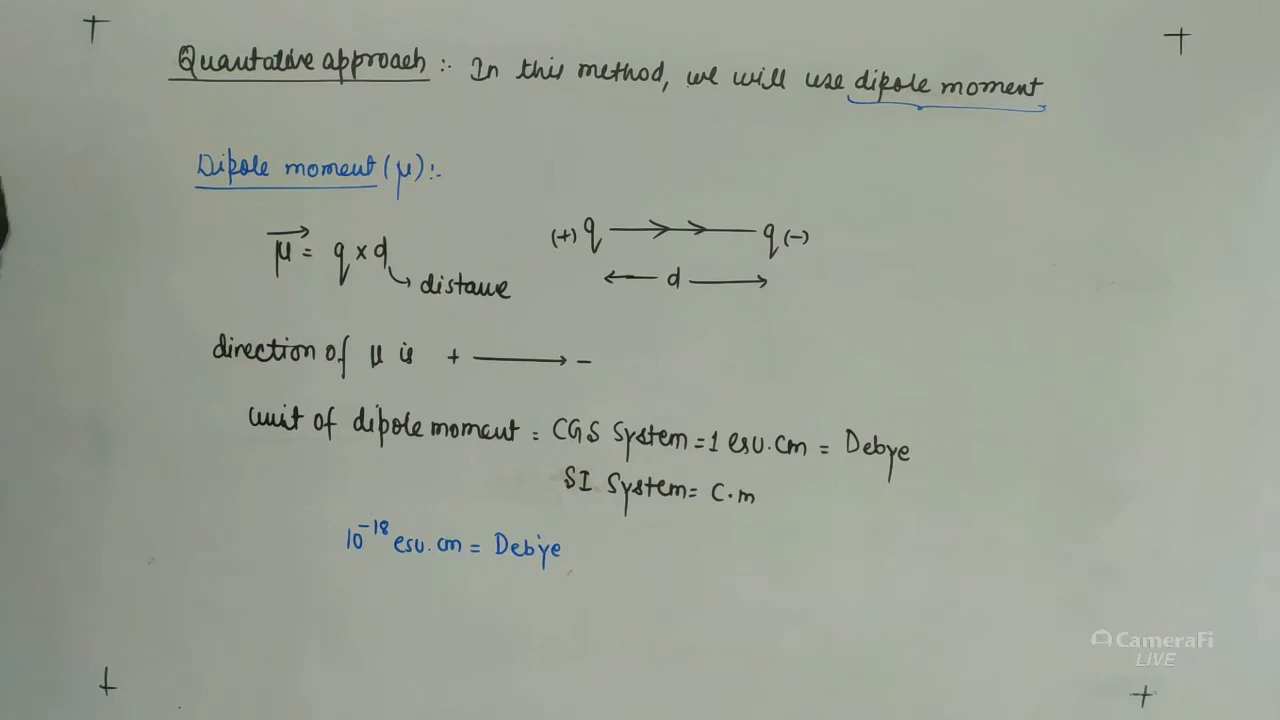 Quantative approach :- In this method, we will use dipole moment
Dipole moment (μ):-
μ = q × d
distance
(+) q q (-)
d
direction of μ is + -
unit of dipole moment = CGS System = 1 esu.cm = Debye
SI System = C.m
10⁻¹⁸ esu.cm = Debye
CameraFi
LIVE